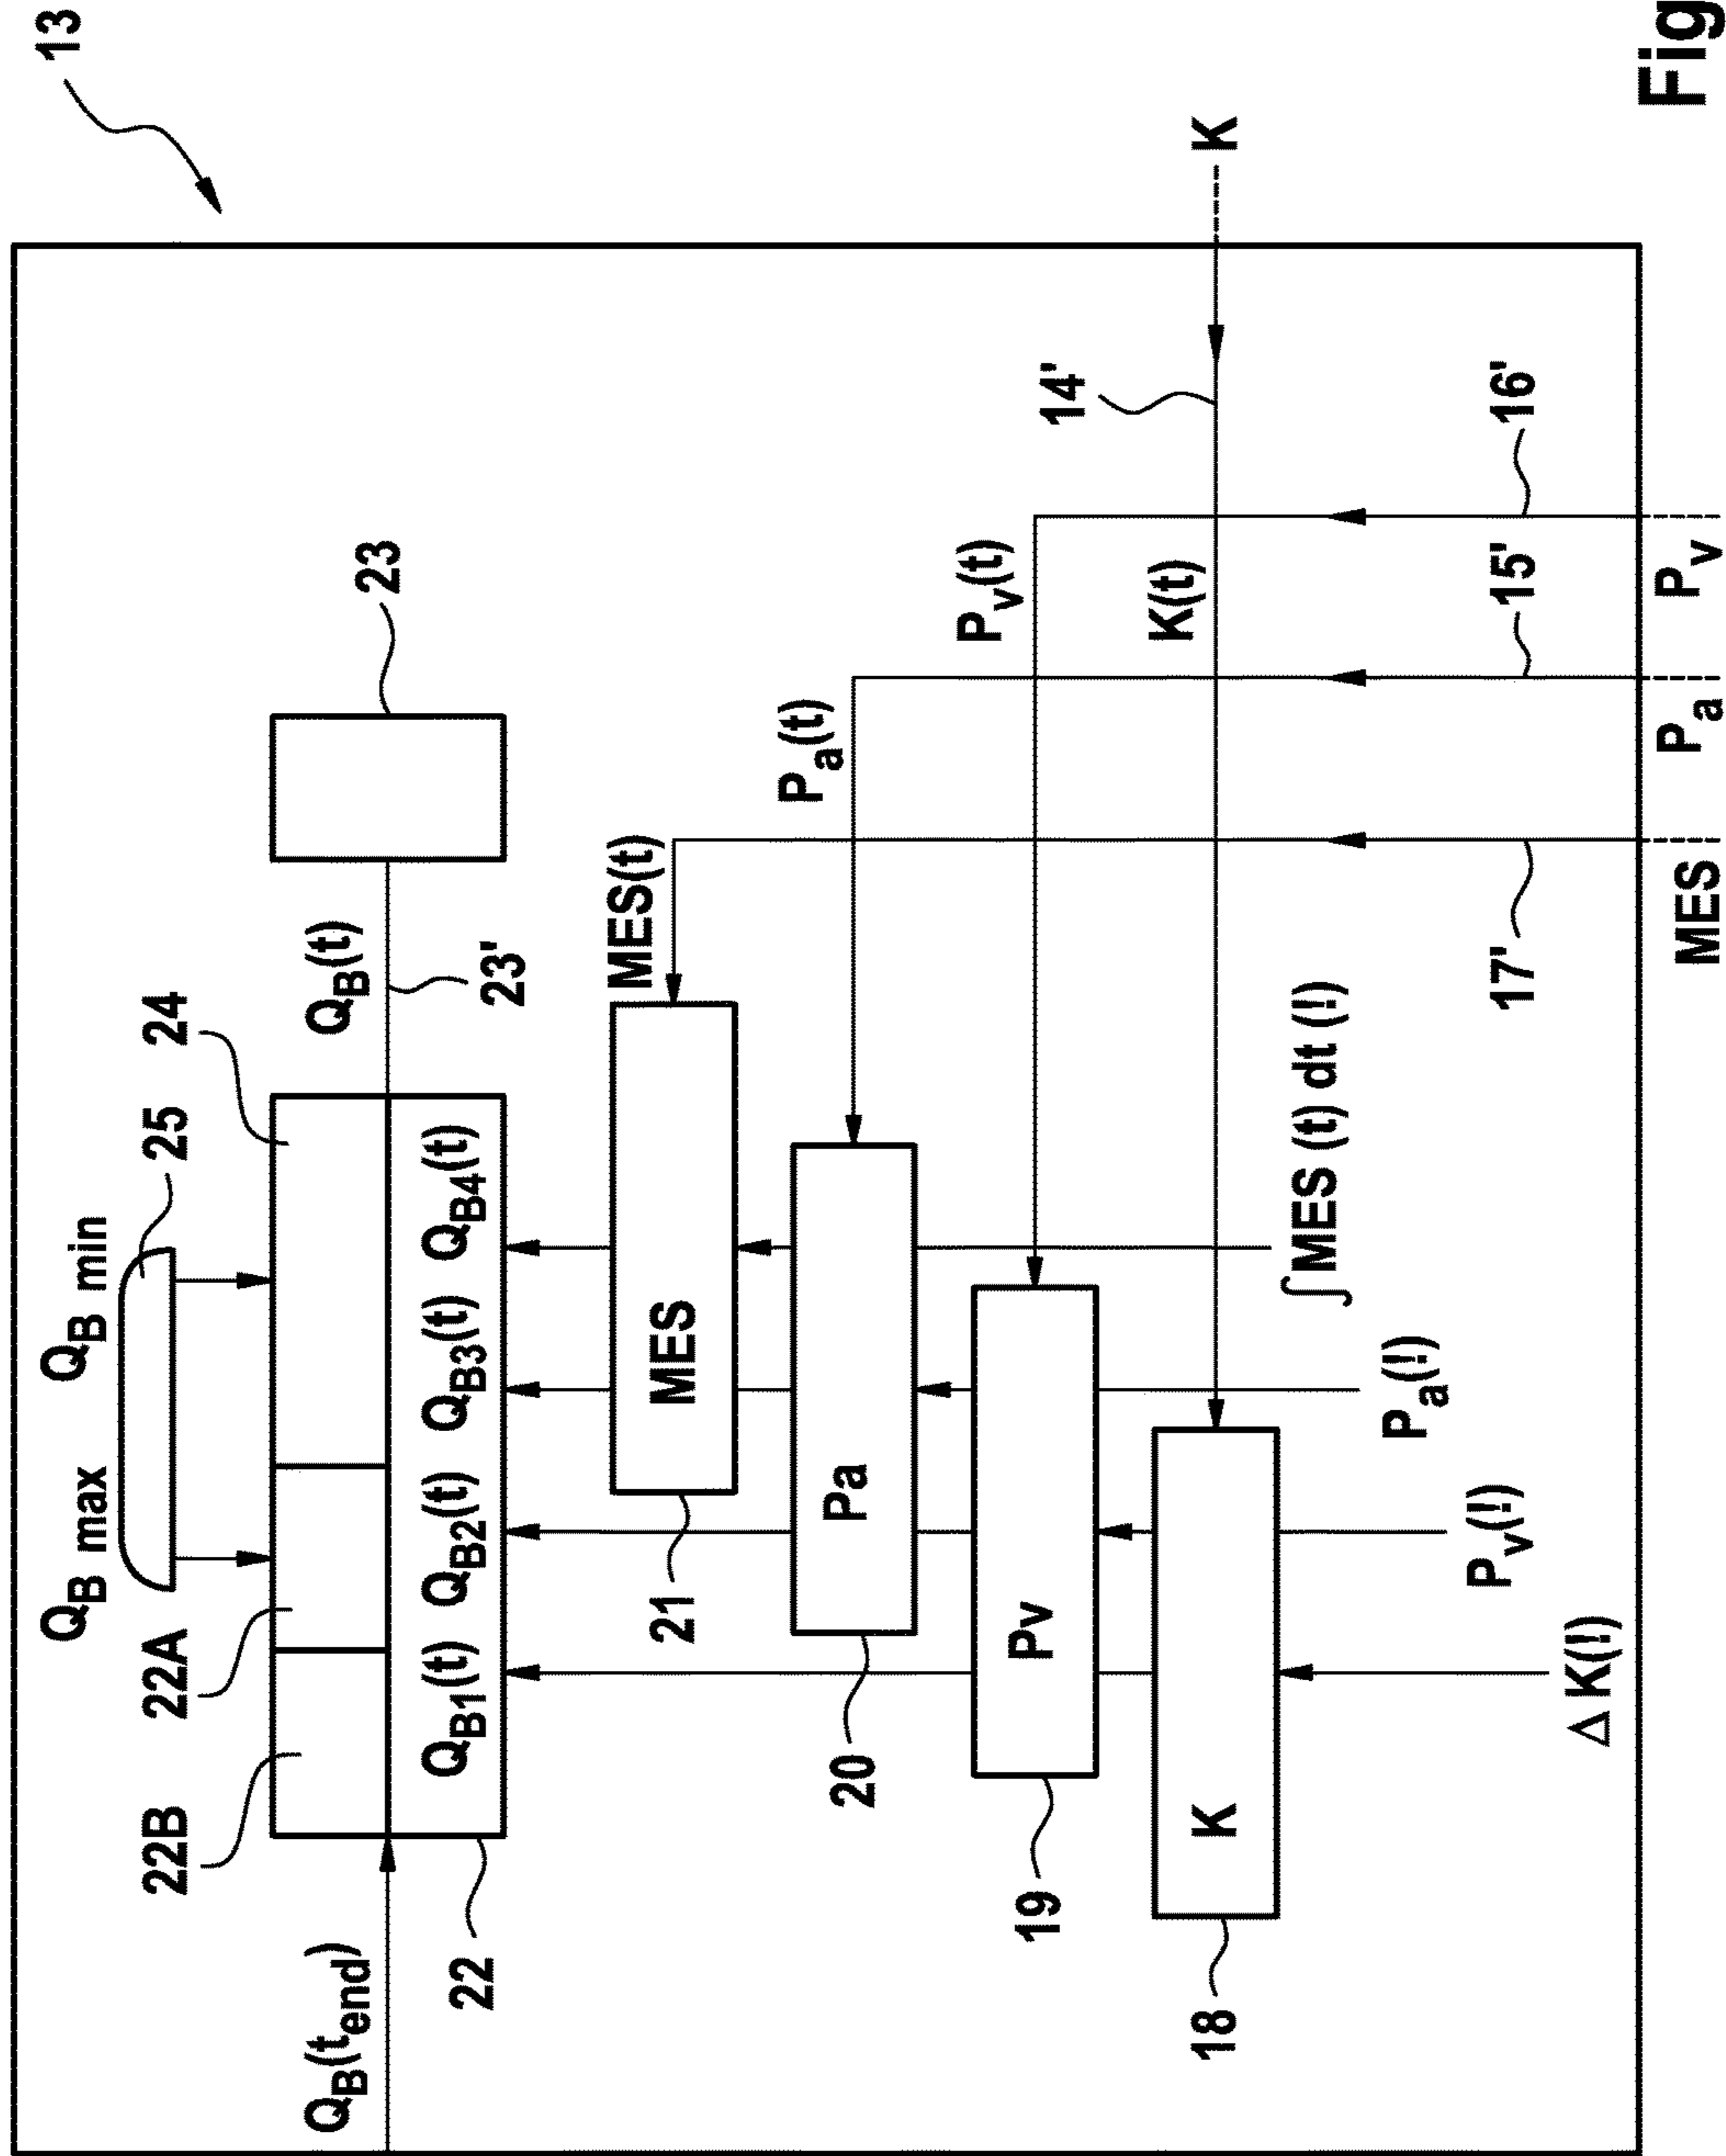 13
Q_B max
Q_B min
22B
22A
25
24
Q_B(t_end)
Q_B(t)
23
23'
22
Q_B1(t) Q_B2(t) Q_B3(t) Q_B4(t)
MES(t)
MES
21
P_a(t)
Pa
20
P_v(t)
Pv
19
14'
K(t)
K
K
18
∫MES (t) dt (!)
P_a(!)
P_v(!)
Δ K(!)
17'
15'
16'
MES
P_a
P_v
Fig